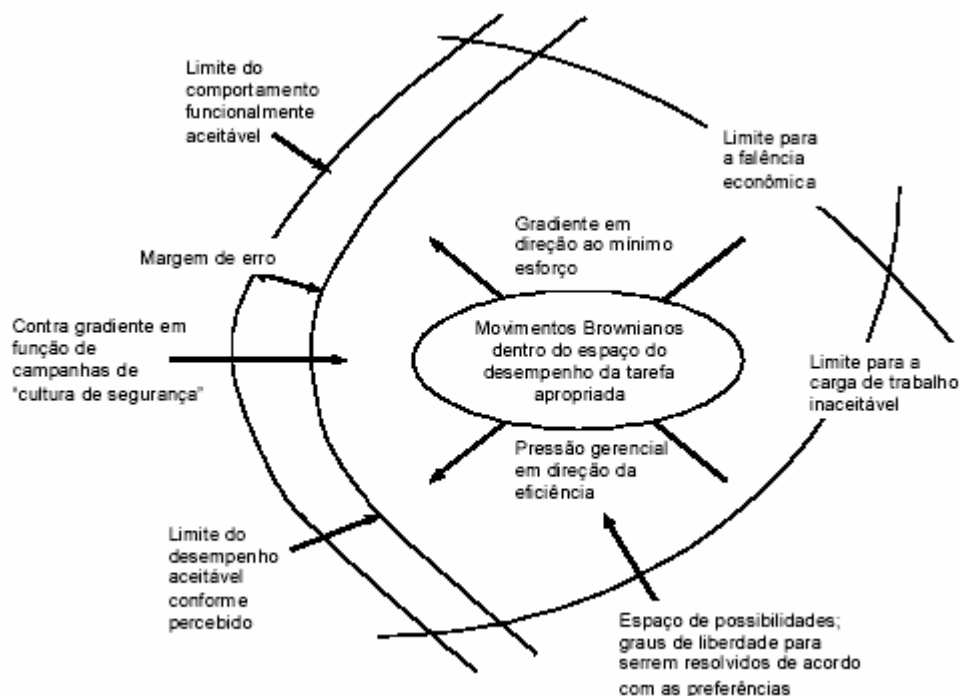 Limite do
comportamento
funcionalmente
aceitável
Limite para
a falência
econômica
Gradiente em
direção ao mínimo
esforço
Margem de erro
Contra gradiente em
função de
campanhas de
"cultura de segurança"
Movimentos Brownianos
dentro do espaço do
desempenho da tarefa
apropriada
Limite para a
carga de trabalho
inaceitável
Pressão gerencial
em direção da
eficiência
Limite do
desempenho
aceitável
conforme
percebido
Espaço de possibilidades;
graus de liberdade para
serem resolvidos de acordo
com as preferências